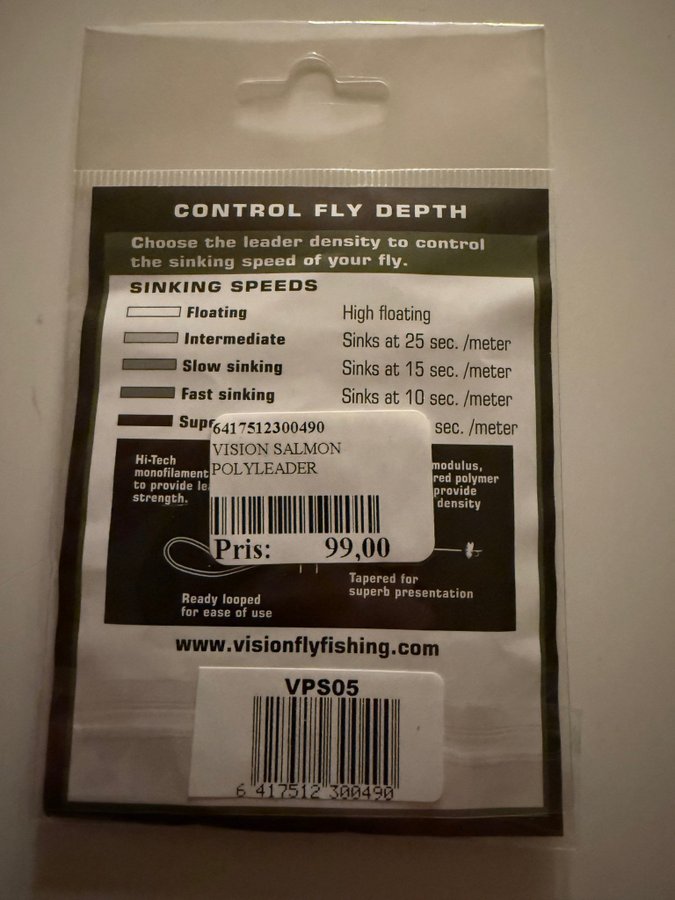 CONTROL FLY DEPTH
Choose the leader density to control
the sinking speed of your fly.
SINKING SPEEDS
Floating High floating
Intermediate Sinks at 25 sec. /meter
Slow sinking Sinks at 15 sec. /meter
Fast sinking Sinks at 10 sec. /meter
sec. /meter
6417512300490
VISION SALMON
POLYLEADER
Pris: 99,00
Hi-Tech
monofilament
to provide
strength.
modulus,
polymer
provide
density
Ready looped
for ease of use
Tapered for
superb presentation
www.visionflyfishing.com
VPS05
6 417512 300490